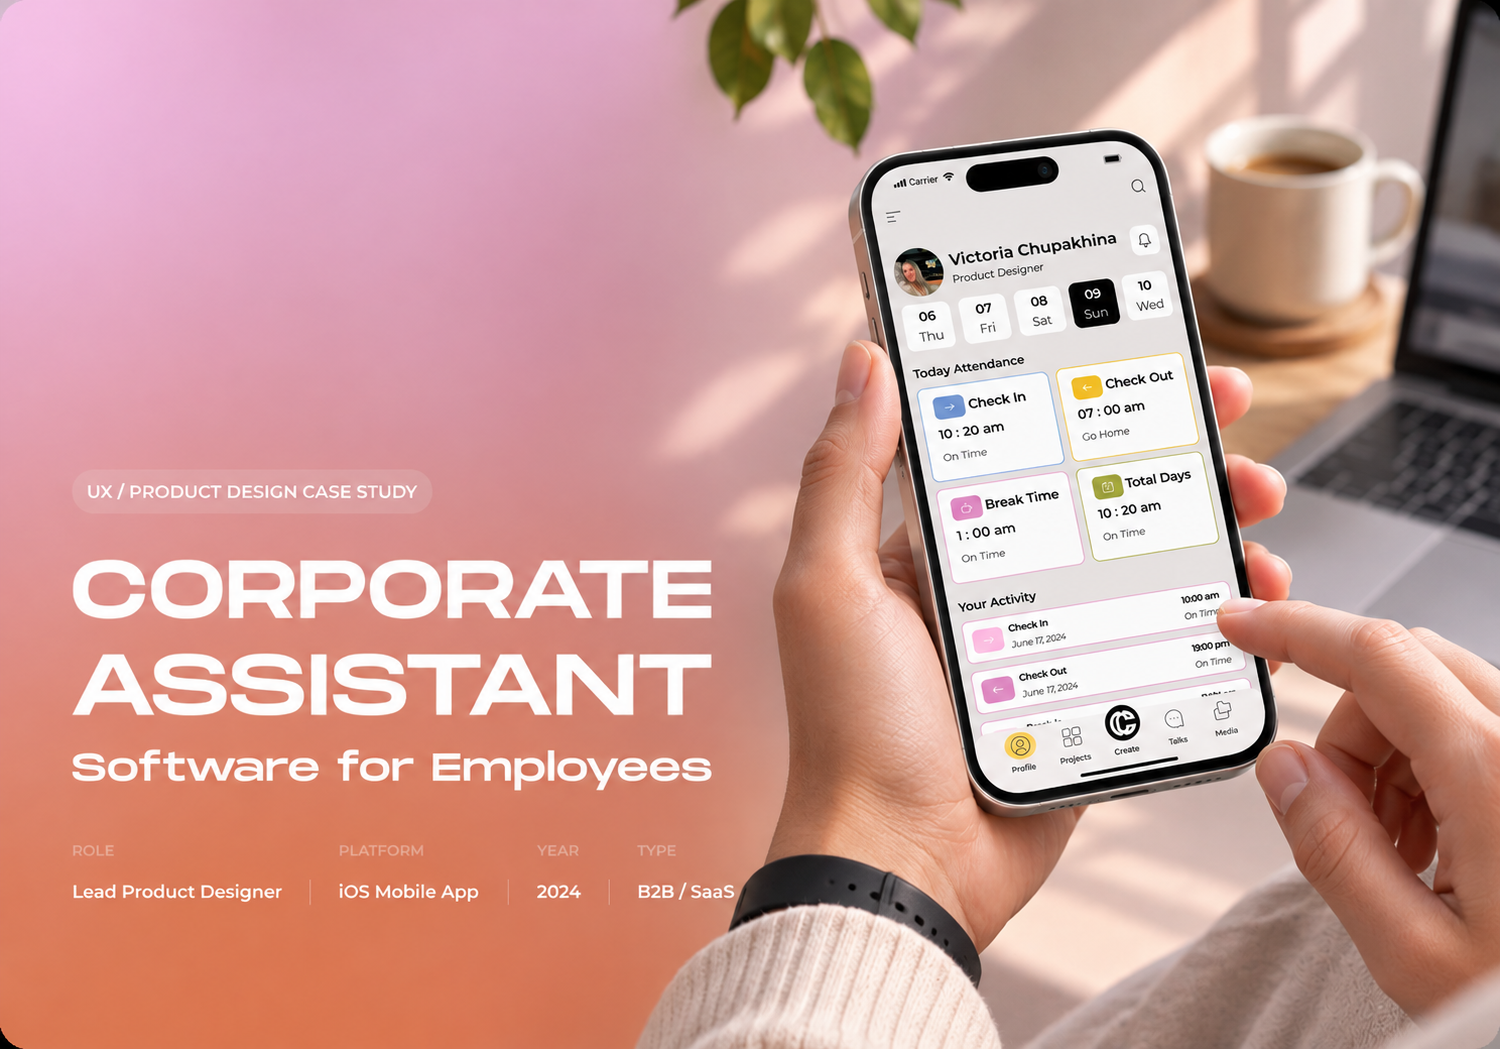 UX / PRODUCT DESIGN CASE STUDY
CORPORATE
ASSISTANT
Software for Employees
ROLE
Lead Product Designer
PLATFORM
iOS Mobile App
YEAR
2024
TYPE
B2B / SaaS
Carrier
Victoria Chupakhina
Product Designer
06
Thu
07
Fri
08
Sat
09
Sun
10
Wed
Today Attendance
Check In
10 : 20 am
On Time
Check Out
07 : 00 am
Go Home
Break Time
1 : 00 am
On Time
Total Days
10 : 20 am
On Time
Your Activity
Check In
June 17, 2024
10:00 am
On Time
Check Out
June 17, 2024
19:00 pm
On Time
Profile
Projects
Create
Talks
Media